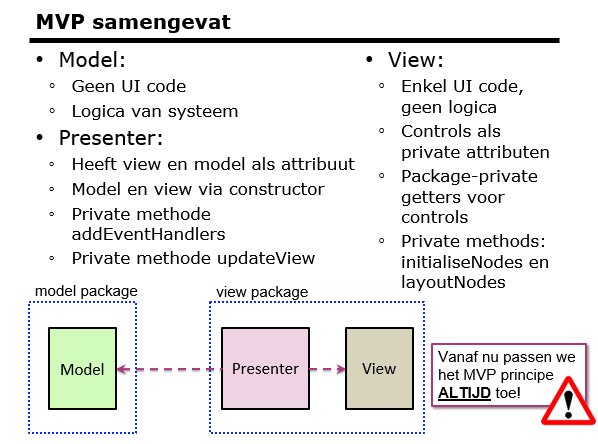 MVP samengevat
• Model:
◦ Geen UI code
◦ Logica van systeem
• Presenter:
◦ Heeft view en model als attribuut
◦ Model en view via constructor
◦ Private methode
addEventHandlers
◦ Private methode updateView
• View:
◦ Enkel UI code,
geen logica
◦ Controls als
private attributen
◦ Package-private
getters voor
controls
◦ Private methods:
initialiseNodes en
layoutNodes
model package
view package
Model
Presenter
View
Vanaf nu passen we
het MVP principe
ALTIJD toe!
!